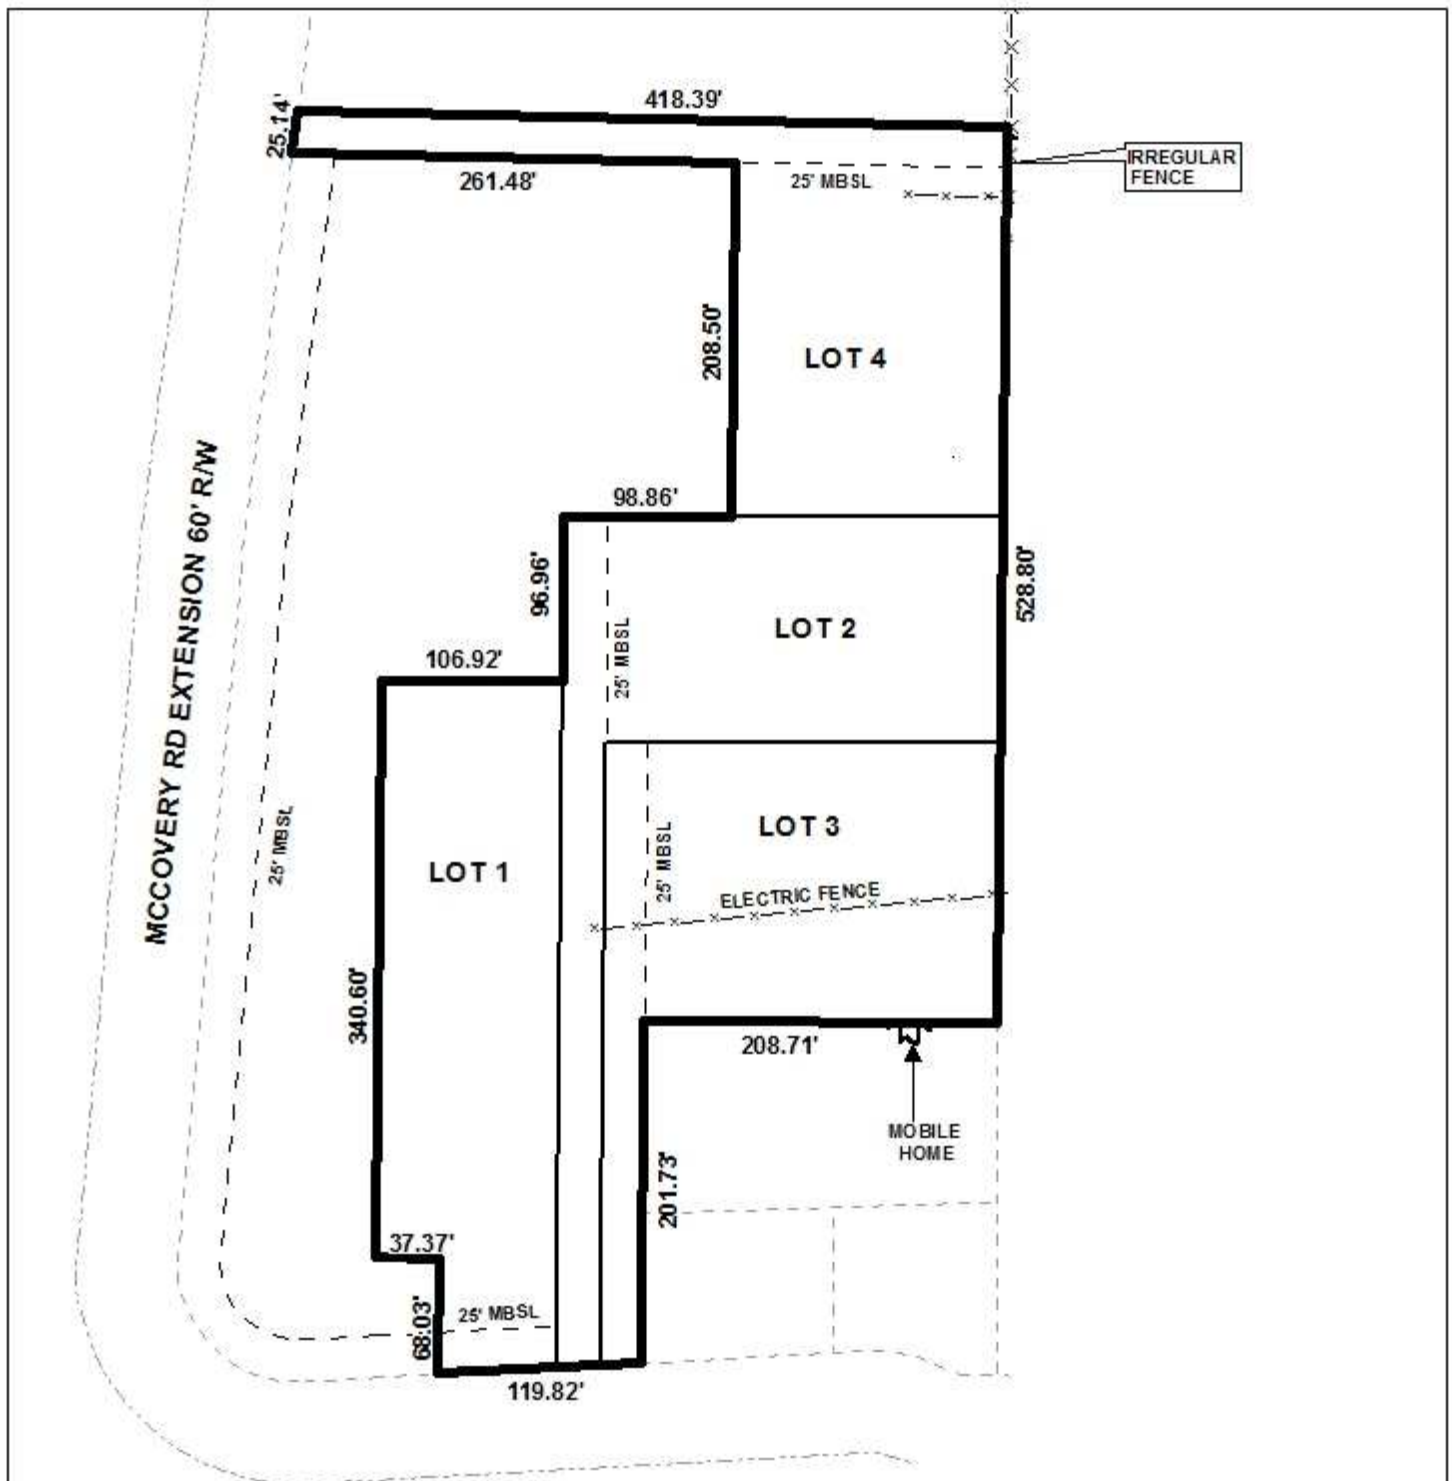 418.39'
25.14'
IRREGULAR
FENCE
261.48'
25' MBSL
208.50'
LOT 4
MCCOVERY RD EXTENSION 60' R/W
98.86'
96.96'
528.80'
LOT 2
25' MBSL
106.92'
25' MBSL
LOT 3
25' MBSL
LOT 1
ELECTRIC FENCE
340.60'
208.71'
MOBILE
HOME
201.73'
37.37'
68.03'
25' MBSL
119.82'